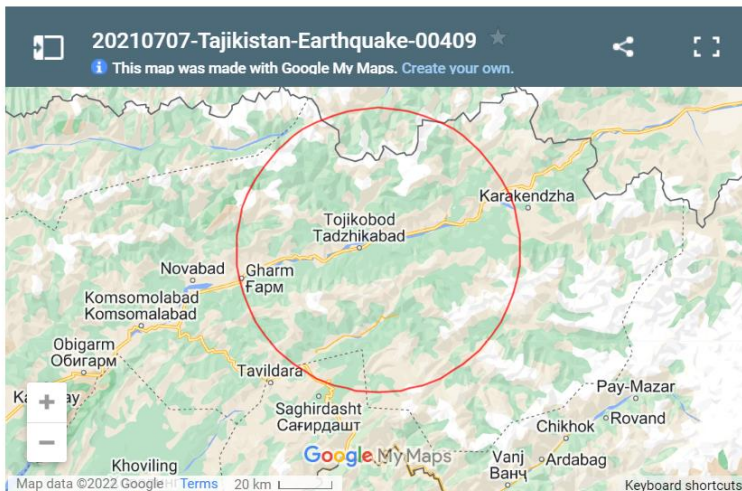 20210707-Tajikistan-Earthquake-00409
This map was made with Google My Maps. Create your own.
Karakendzha
Tojikobod
Tadzhikabad
Novabad
Gharm
Ғарм
Komsomolabad
Komsomalabad
Obigarm
Обигарм
Tavildara
Pay-Mazar
Saghirdasht
Сагирдашт
Rovand
Chikhok
Google My Maps
Vanj
Ванҷ
Ardabag
Khoviling
Map data ©2022 Google
Terms
20 km
Keyboard shortcuts